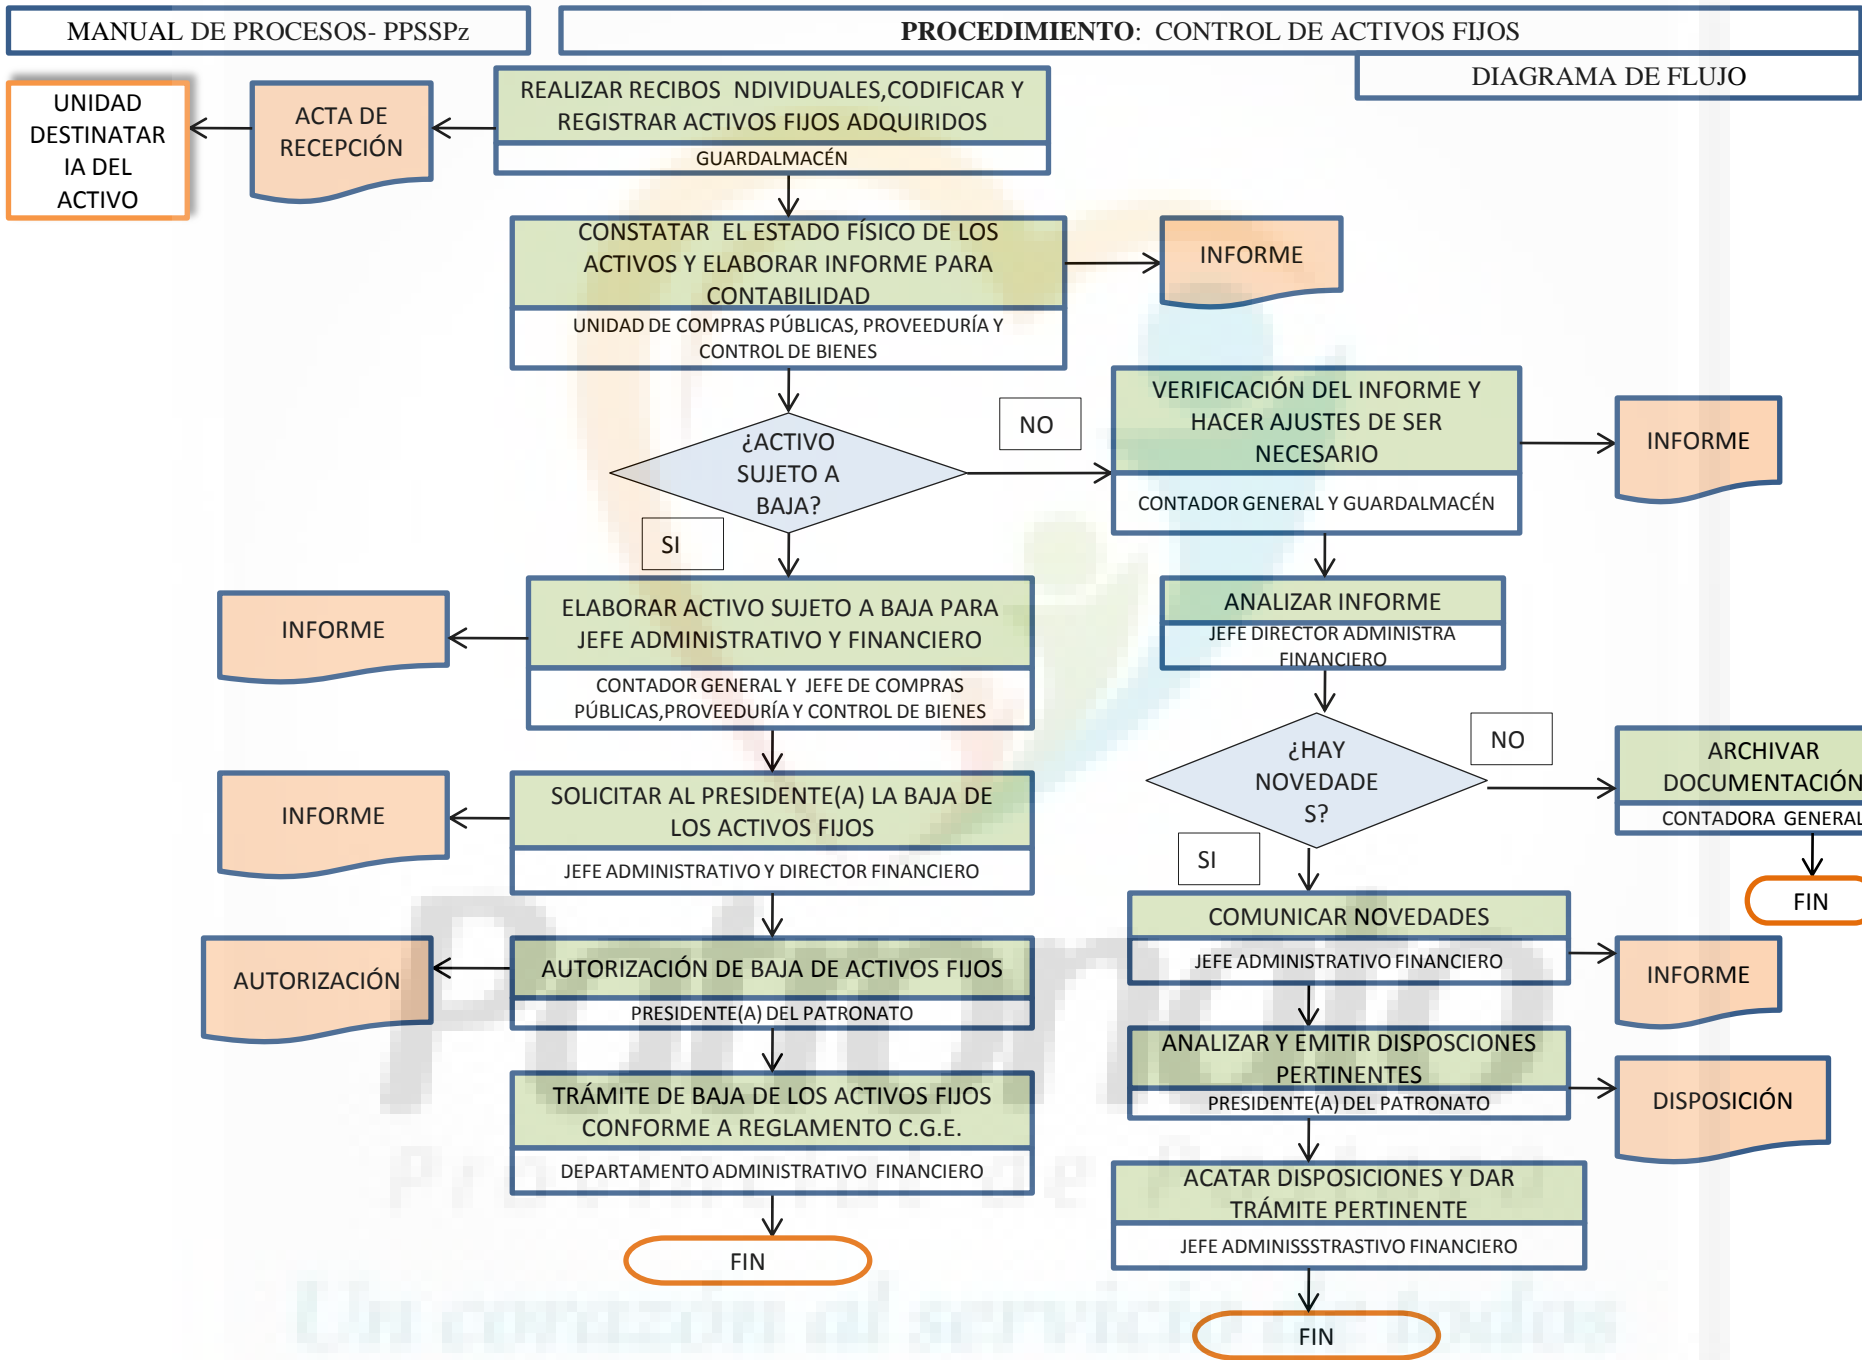 MANUAL DE PROCESOS- PPSSPz
PROCEDIMIENTO: CONTROL DE ACTIVOS FIJOS
DIAGRAMA DE FLUJO
UNIDAD
DESTINATAR
IA DEL
ACTIVO
ACTA DE
RECEPCIÓN
REALIZAR RECIBOS NDIVIDUALES,CODIFICAR Y
REGISTRAR ACTIVOS FIJOS ADQUIRIDOS
GUARDALMACÉN
CONSTATAR EL ESTADO FÍSICO DE LOS
ACTIVOS Y ELABORAR INFORME PARA
CONTABILIDAD
UNIDAD DE COMPRAS PÚBLICAS, PROVEEDURÍA Y
CONTROL DE BIENES
INFORME
¿ACTIVO
SUJETO A
BAJA?
NO
VERIFICACIÓN DEL INFORME Y
HACER AJUSTES DE SER
NECESARIO
CONTADOR GENERAL Y GUARDALMACÉN
INFORME
SI
INFORME
ELABORAR ACTIVO SUJETO A BAJA PARA
JEFE ADMINISTRATIVO Y FINANCIERO
CONTADOR GENERAL Y JEFE DE COMPRAS
PÚBLICAS,PROVEEDURÍA Y CONTROL DE BIENES
ANALIZAR INFORME
JEFE DIRECTOR ADMINISTRA
FINANCIERO
¿HAY
NOVEDADE
S?
NO
ARCHIVAR
DOCUMENTACIÓN
CONTADORA GENERAL
FIN
INFORME
SOLICITAR AL PRESIDENTE(A) LA BAJA DE
LOS ACTIVOS FIJOS
JEFE ADMINISTRATIVO Y DIRECTOR FINANCIERO
SI
COMUNICAR NOVEDADES
JEFE ADMINISTRATIVO FINANCIERO
INFORME
AUTORIZACIÓN
AUTORIZACIÓN DE BAJA DE ACTIVOS FIJOS
PRESIDENTE(A) DEL PATRONATO
ANALIZAR Y EMITIR DISPOSCIONES
PERTINENTES
PRESIDENTE(A) DEL PATRONATO
DISPOSICIÓN
TRÁMITE DE BAJA DE LOS ACTIVOS FIJOS
CONFORME A REGLAMENTO C.G.E.
DEPARTAMENTO ADMINISTRATIVO FINANCIERO
ACATAR DISPOSICIONES Y DAR
TRÁMITE PERTINENTE
JEFE ADMINISSSTRASTIVO FINANCIERO
FIN
FIN
Patronato
Un corazón al servicio de todos